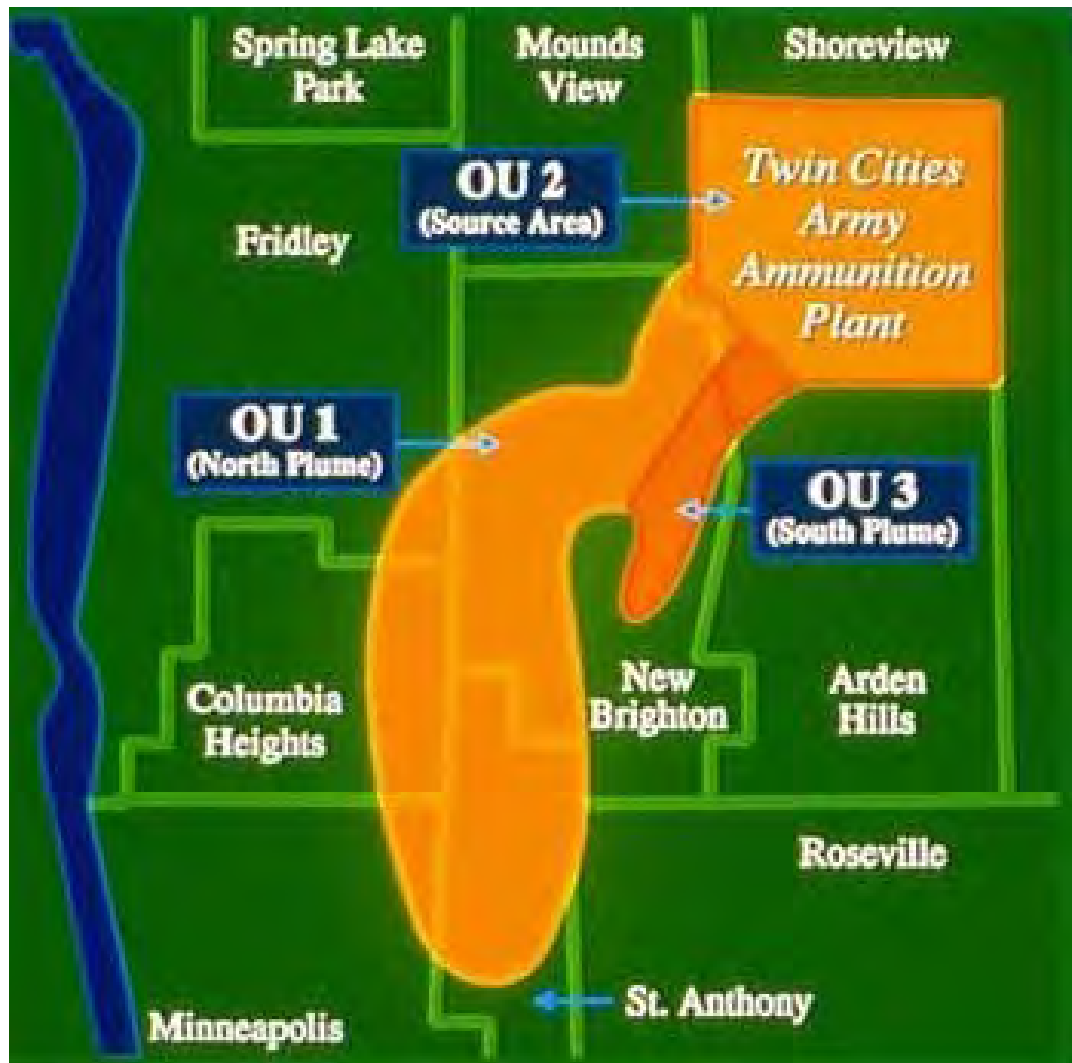 Spring Lake
Park
Mounds
View
Shoreview
OU 2
(Source Area)
Twin Cities
Army
Ammunition
Plant
Fridley
OU 1
(North Plume)
OU 3
(South Plume)
Columbia
Heights
New
Brighton
Arden
Hills
Roseville
St. Anthony
Minneapolis